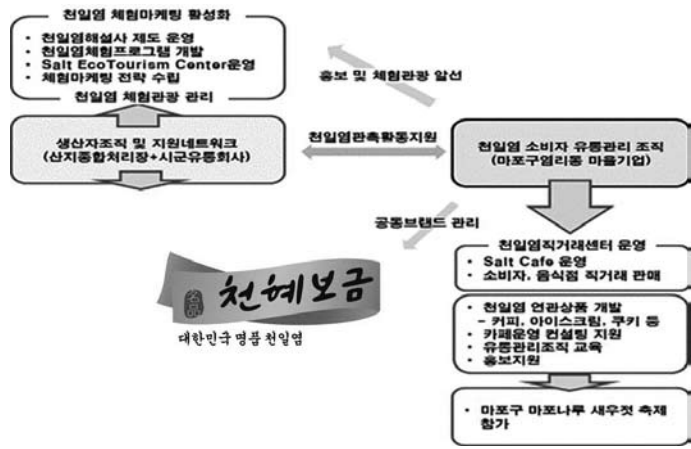 천일염 체험마케팅 활성화
• 천일염해설사 제도 운영
• 천일염체험프로그램 개발
• Salt EcoTourism Center운영
• 체험마케팅 전략 수립
천일염 체험관광 관리
홍보 및 체험관광 알선
생산자조직 및 지원네트워크
(산지종합처리장+시군유통회사)
천일염판촉활동지원
천일염 소비자 유통관리 조직
(마포구염리동 마을기업)
공동브랜드 관리
천일염직거래센터 운영
• Salt Cafe 운영
• 소비자, 음식점 직거래 판매
천혜보금
대한민국 명품 천일염
• 천일염 연관상품 개발
– 커피, 아이스크림, 쿠키 등
• 카페운영 컨설팅 지원
• 유통관리조직 교육
• 홍보지원
• 마포구 마포나루 새우젓 축제
참가